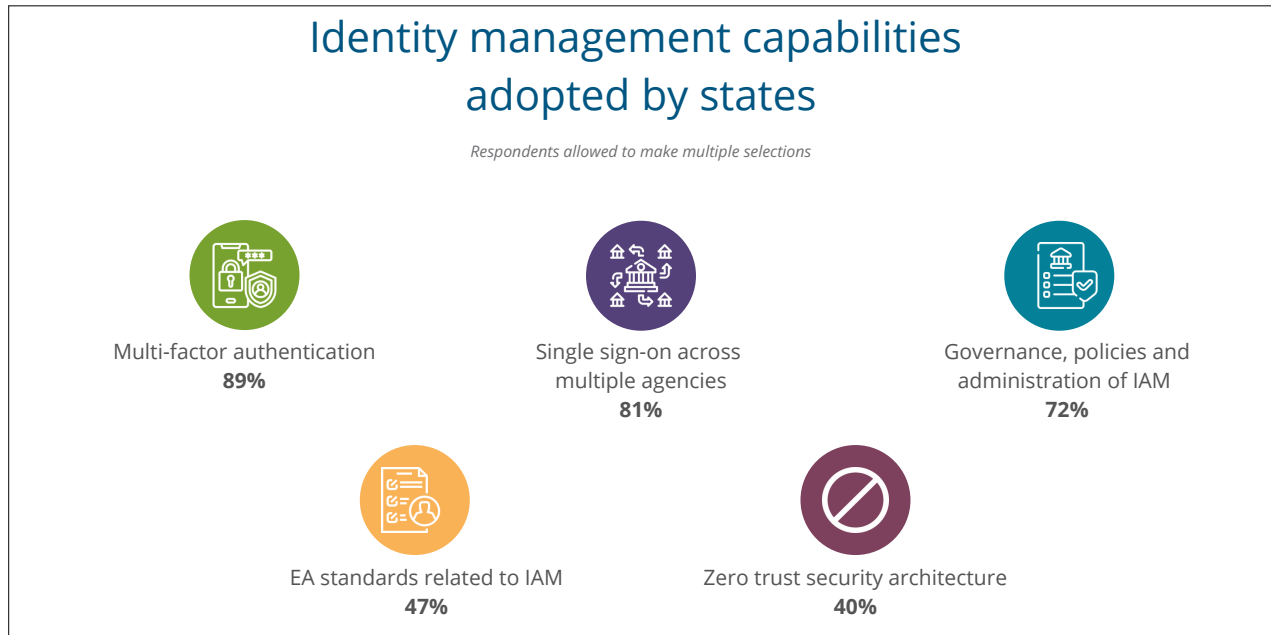 Identity management capabilities
adopted by states
Respondents allowed to make multiple selections
***
Multi-factor authentication
89%
Single sign-on across
multiple agencies
81%
Governance, policies and
administration of IAM
72%
EA standards related to IAM
47%
Zero trust security architecture
40%